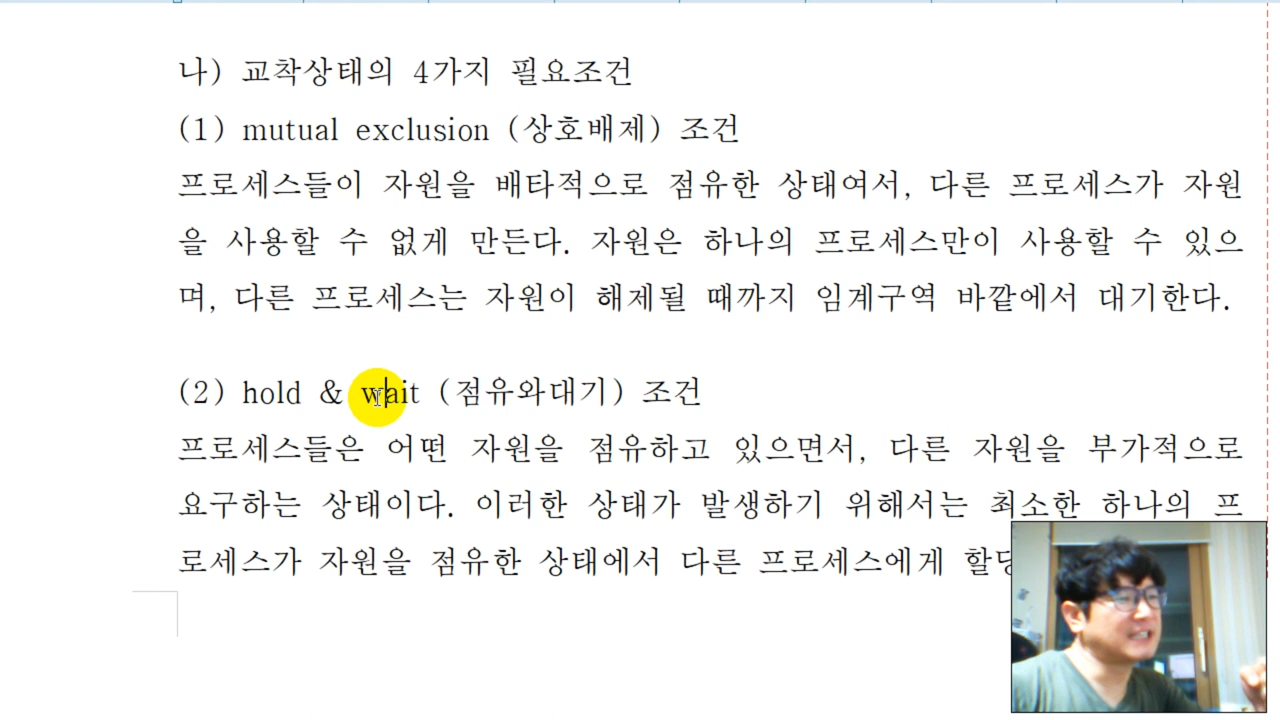 나) 교착상태의 4가지 필요조건
(1) mutual exclusion (상호배제) 조건
프로세스들이 자원을 배타적으로 점유한 상태여서, 다른 프로세스가 자원
을 사용할 수 없게 만든다. 자원은 하나의 프로세스만이 사용할 수 있으
며, 다른 프로세스는 자원이 해제될 때까지 임계구역 바깥에서 대기한다.
(2) hold & wait (점유와대기) 조건
프로세스들은 어떤 자원을 점유하고 있으면서, 다른 자원을 부가적으로
요구하는 상태이다. 이러한 상태가 발생하기 위해서는 최소한 하나의 프
로세스가 자원을 점유한 상태에서 다른 프로세스에게